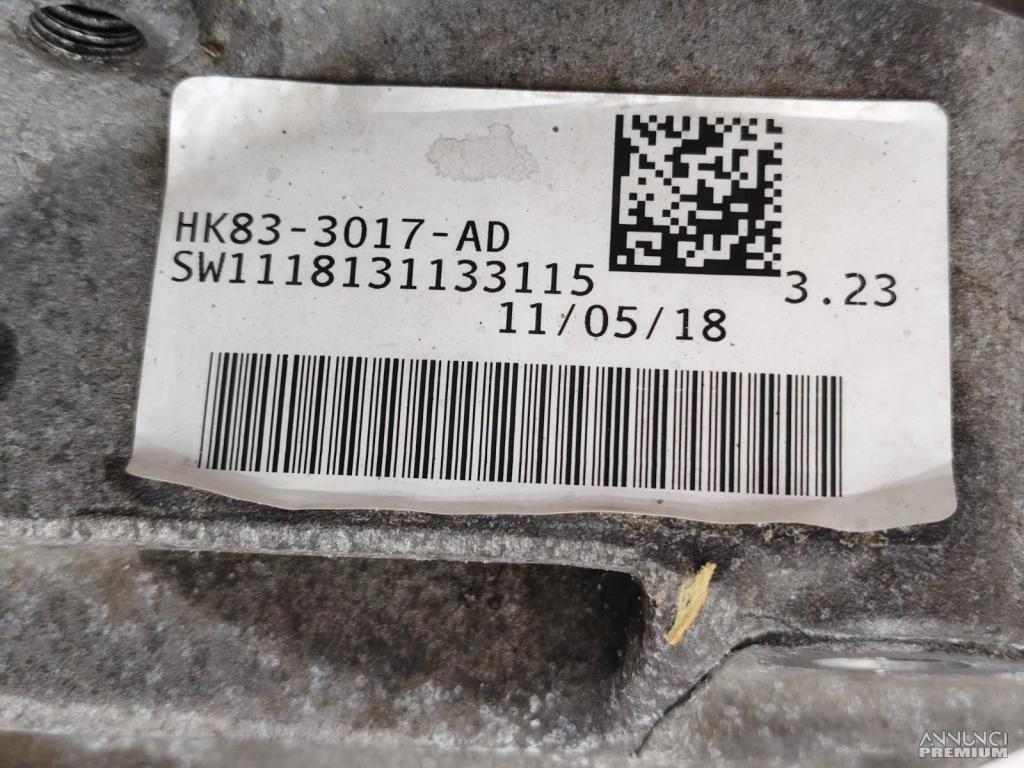 HK83-3017-AD
SW1118131133115
3.23
11/05/18
ANNUNCI
PREMIUM